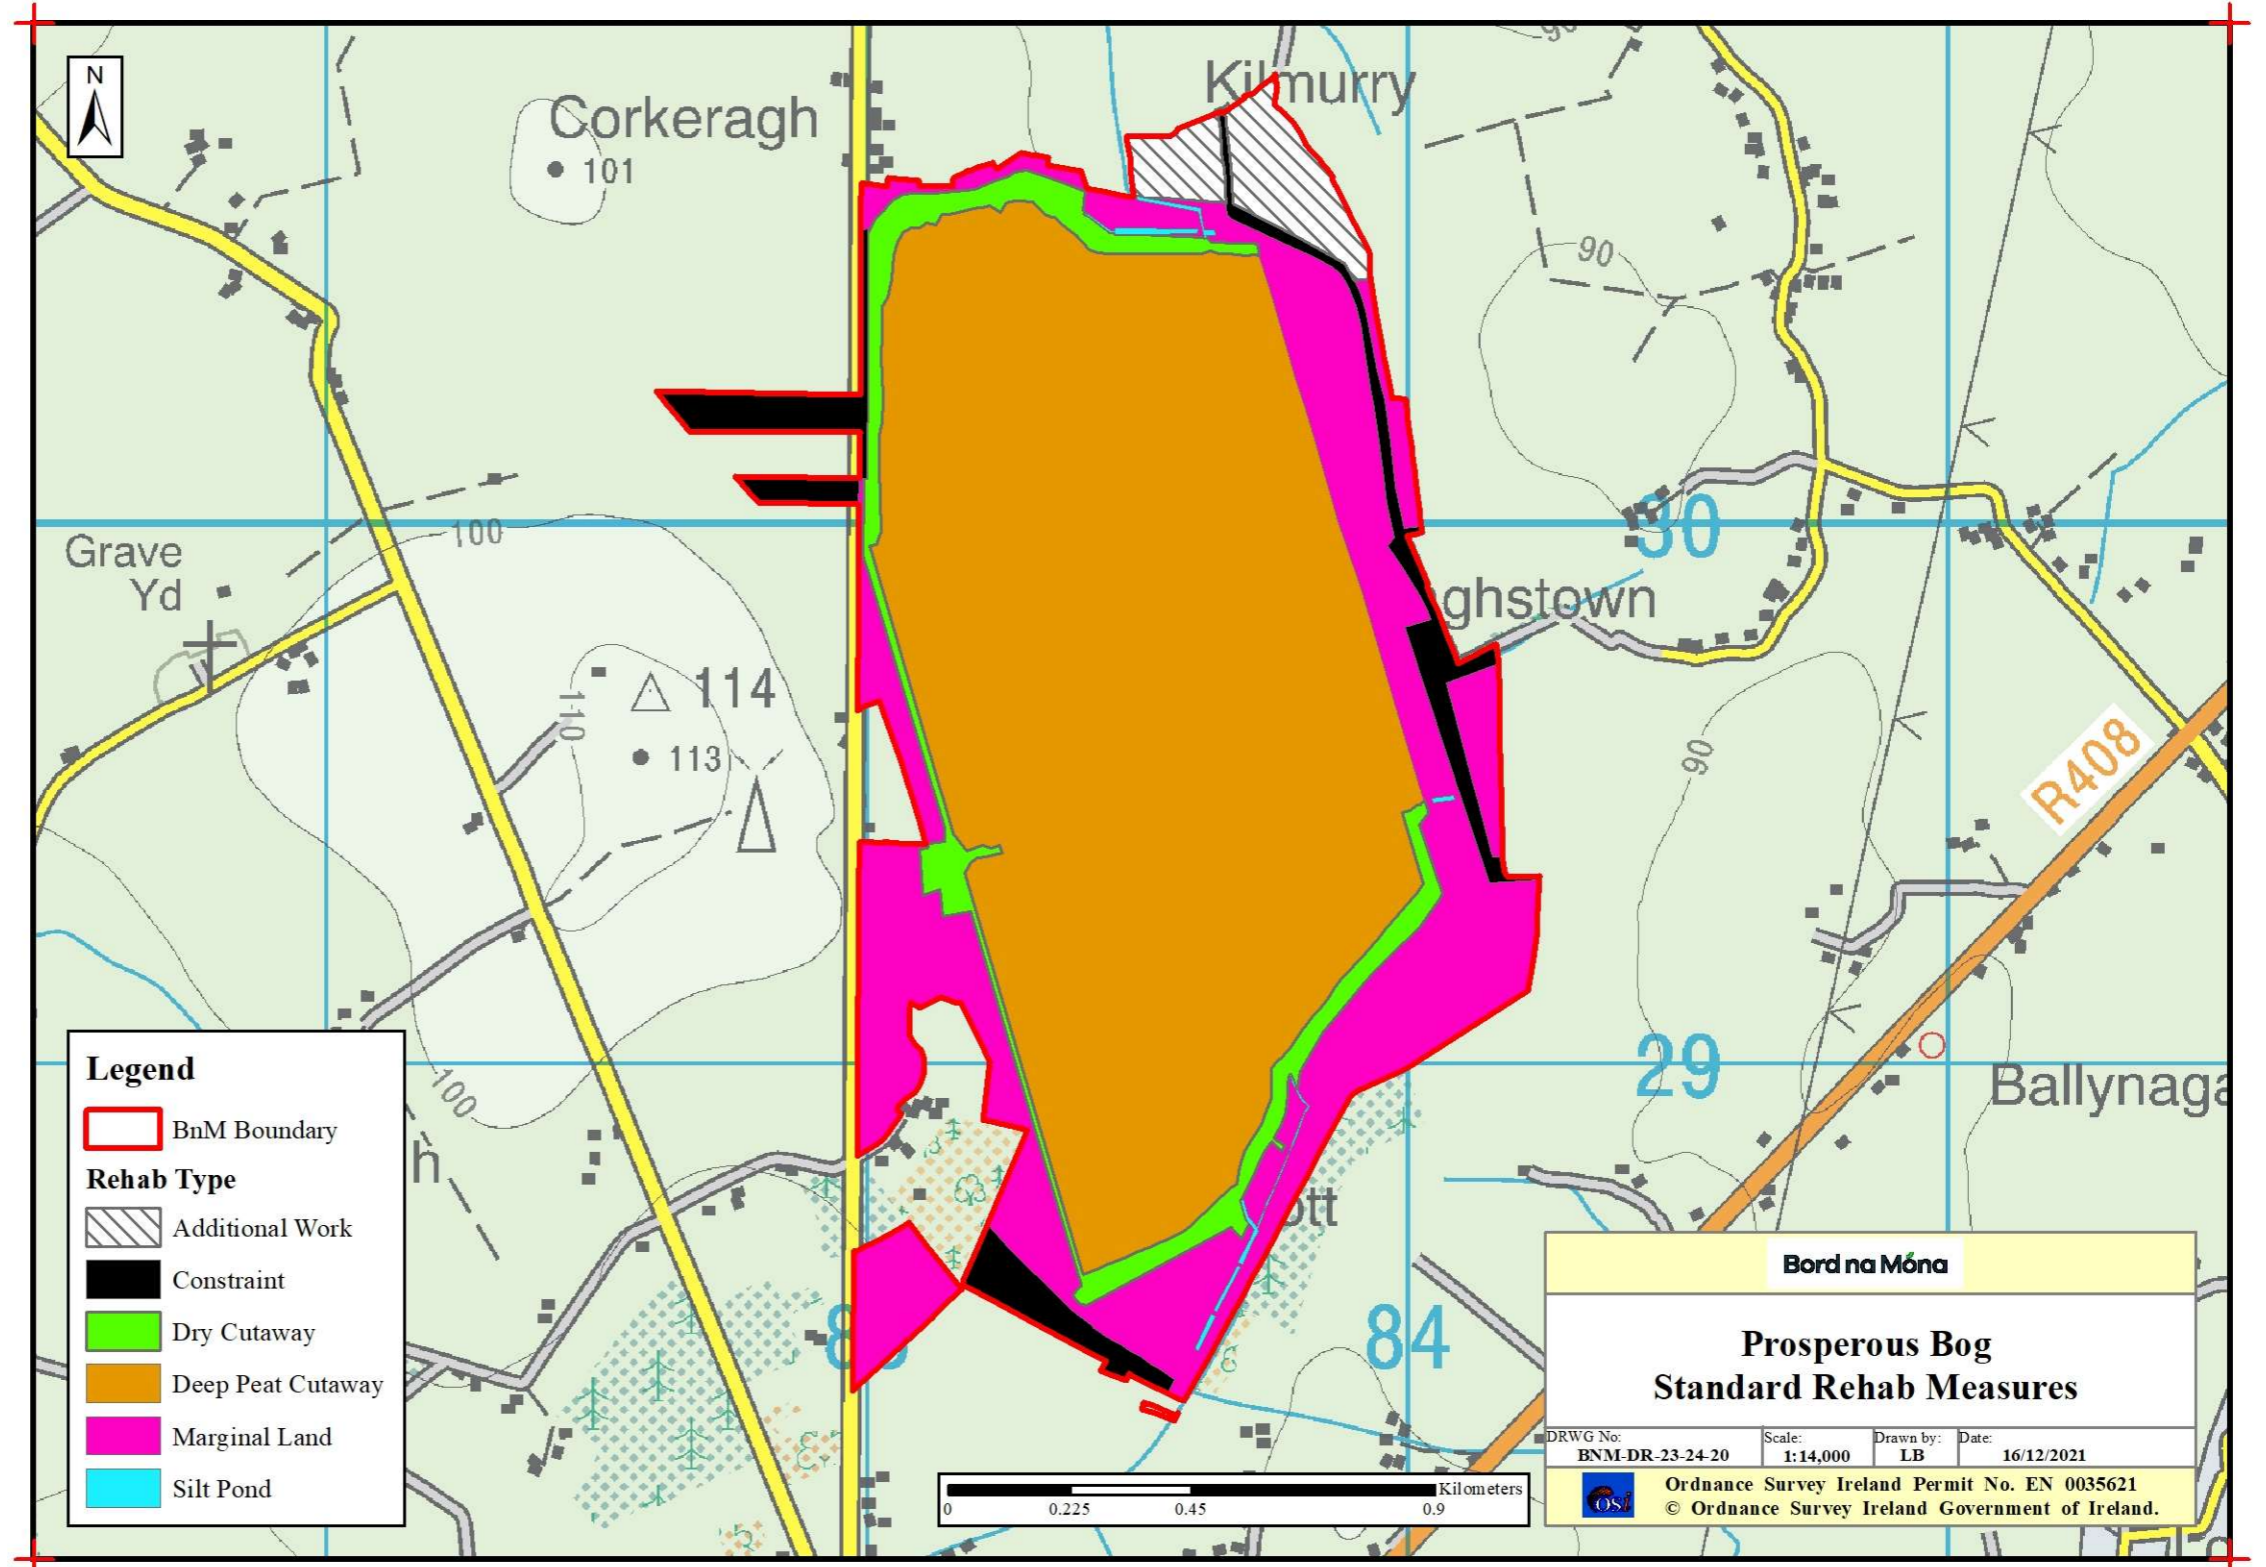 N
Kilmurry
90
Corkeragh
101
90
100
30
Grave
Yd
ghstown
114
110
113
90
R408
29
Ballynaga
100
h
ott
84
Legend
BnM Boundary
Rehab Type
Additional Work
Constraint
Dry Cutaway
Deep Peat Cutaway
Marginal Land
Silt Pond
Kilometers
0 0.225 0.45 0.9
Bord na Móna
Prosperous Bog
Standard Rehab Measures
DRWG No: Scale: Drawn by: Date:
BNM-DR-23-24-20 1:14,000 LB 16/12/2021
osi
Ordnance Survey Ireland Permit No. EN 0035621
© Ordnance Survey Ireland Government of Ireland.